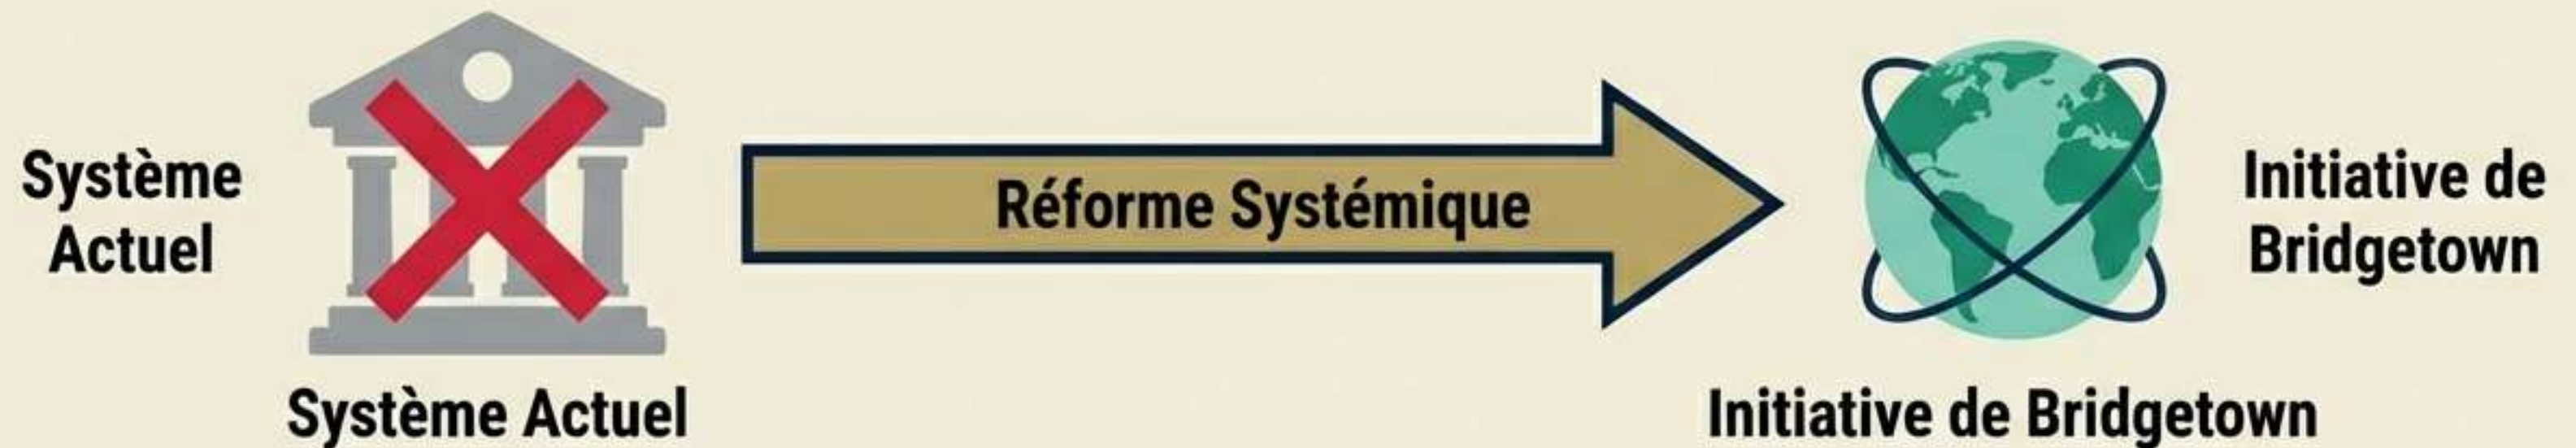 Système
Actuel
Système Actuel
Réforme Systémique
Initiative de
Bridgetown
Initiative de Bridgetown